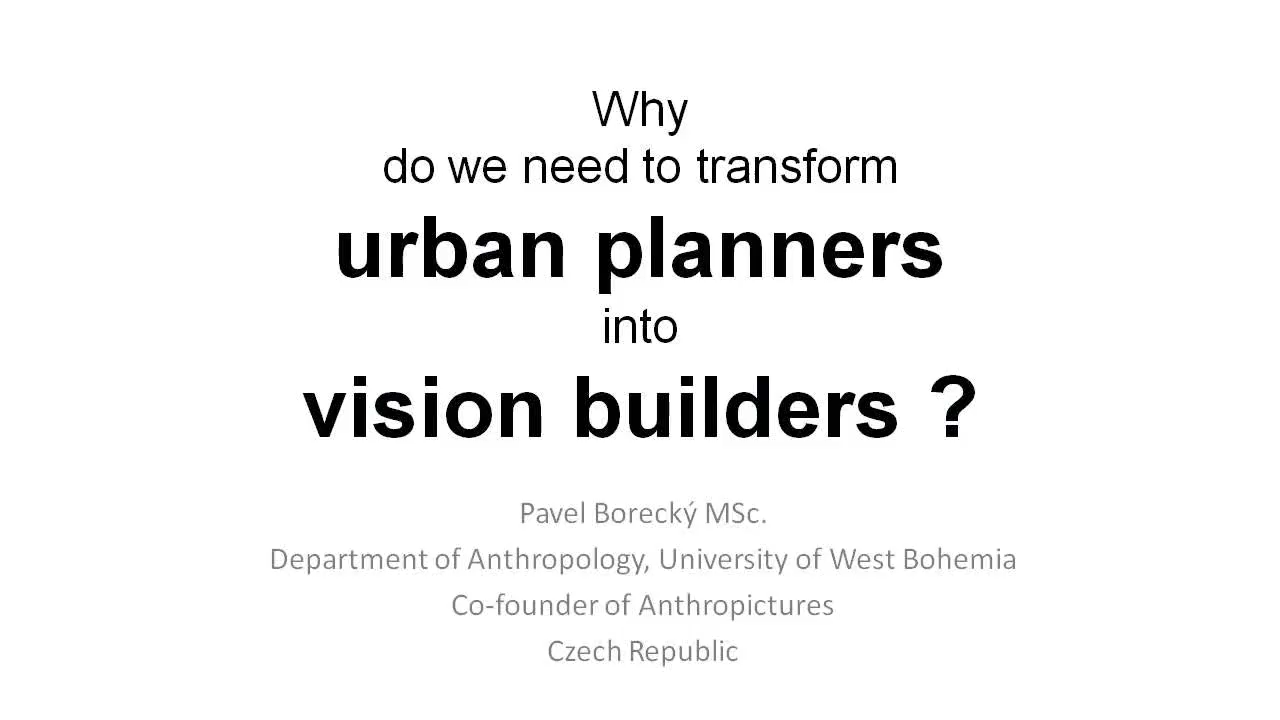 Why
do we need to transform
urban planners
into
vision builders ?
Pavel Borecký MSc.
Department of Anthropology, University of West Bohemia
Co-founder of Anthropictures
Czech Republic